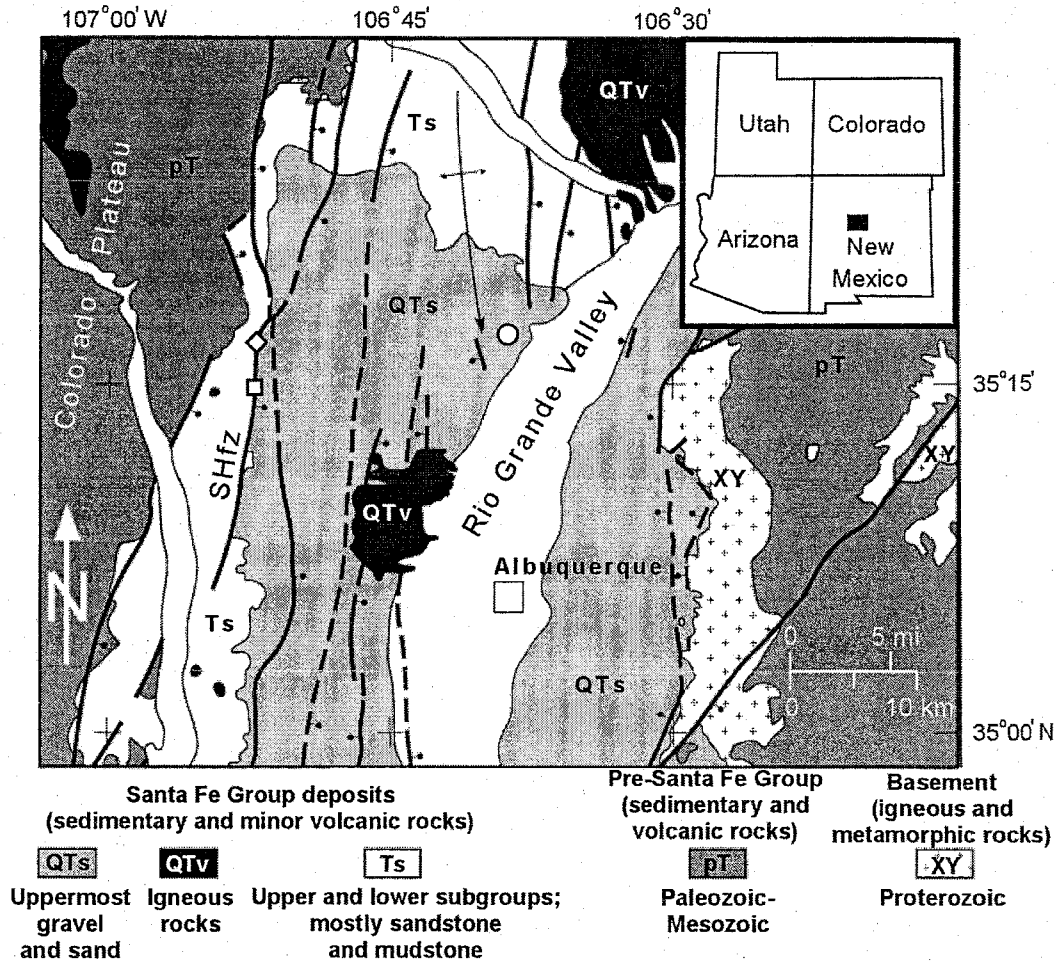 107°00' W
106°45'
106°30'
QTv
Ts
Utah
Colorado
pT
Arizona
New
Mexico
Colorado Plateau
QTs
Rio Grande Valley
pT
35°15'
SHfz
XY
XY
QTv
N
Albuquerque
Ts
0 5 mi
QTs
0 10 km
35°00' N
Santa Fe Group deposits
(sedimentary and minor volcanic rocks)
Pre-Santa Fe Group
(sedimentary and
volcanic rocks)
Basement
(igneous and
metamorphic rocks)
QTs
Uppermost
gravel
and sand
QTv
Igneous
rocks
Ts
Upper and lower subgroups;
mostly sandstone
and mudstone
pT
Paleozoic-
Mesozoic
XY
Proterozoic